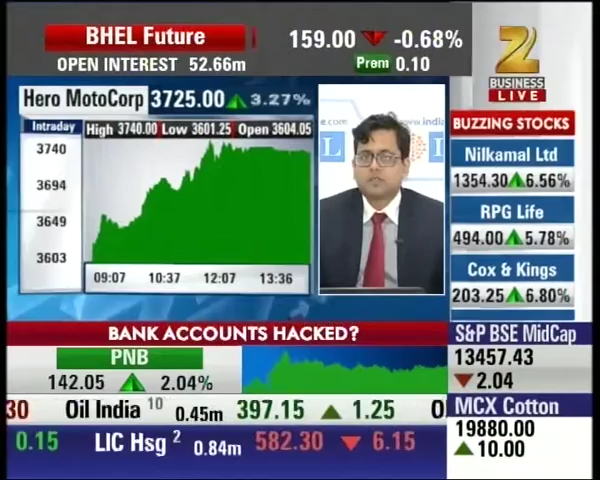 BHEL Future
OPEN INTEREST 52.66m
159.00 -0.68%
Prem 0.10
Z
BUSINESS
LIVE
Hero MotoCorp 3725.00 3.27%
Intraday High 3740.00 Low 3601.25 Open 3604.05
3740
3694
3649
3603
09:07 10:37 12:07 13:36
e.com
www.india
L
BUZZING STOCKS
Nilkamal Ltd
1354.30 6.56%
RPG Life
494.00 5.78%
Cox & Kings
203.25 6.80%
BANK ACCOUNTS HACKED?
PNB
142.05 2.04%
S&P BSE MidCap
13457.43
2.04
MCX Cotton
19880.00
10.00
30 Oil India 10 0.45m 397.15 1.25 O
0.15 LIC Hsg 2 0.84m 582.30 6.15